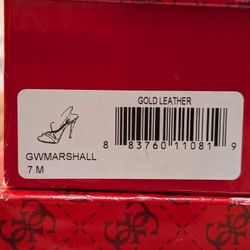 GOLD LEATHER
GWMARSHALL
7 M
8 83760 11081 9